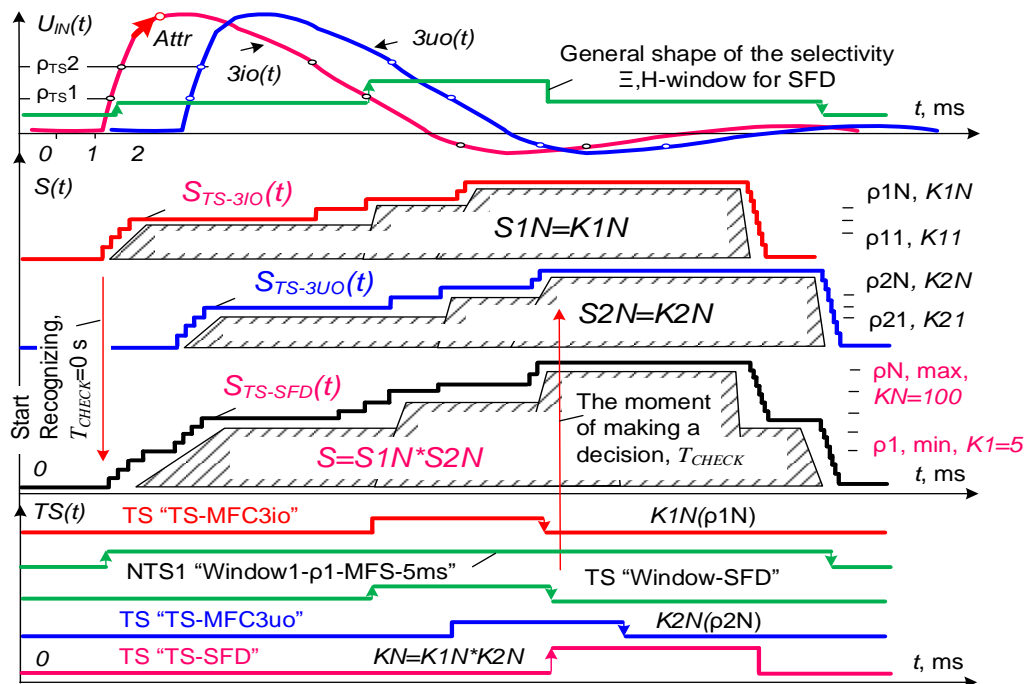 U_IN(t)
Attr
3io(t)
3uo(t)
General shape of the selectivity
Ξ,H-window for SFD
ρTS2
ρTS1
t, ms
0 1 2
S(t)
S_TS-3IO(t)
S1N=K1N
ρ1N, K1N
ρ11, K11
S_TS-3UO(t)
S2N=K2N
ρ2N, K2N
ρ21, K21
Start
Recognizing,
T_CHECK=0 s
S_TS-SFD(t)
S=S1N*S2N
The moment
of making a
decision, T_CHECK
ρN, max,
KN=100
ρ1, min, K1=5
0
t, ms
TS(t)
TS “TS-MFC3io”
K1N(ρ1N)
NTS1 “Window1-ρ1-MFS-5ms”
TS “Window-SFD”
TS “TS-MFC3uo”
K2N(ρ2N)
0
TS “TS-SFD”
KN=K1N*K2N
t, ms